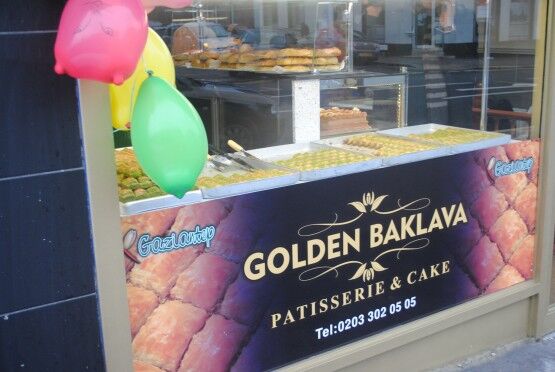 Gaziantep
Gaziantep
GOLDEN BAKLAVA
PATISSERIE & CAKE
Tel:0203 302 05 05